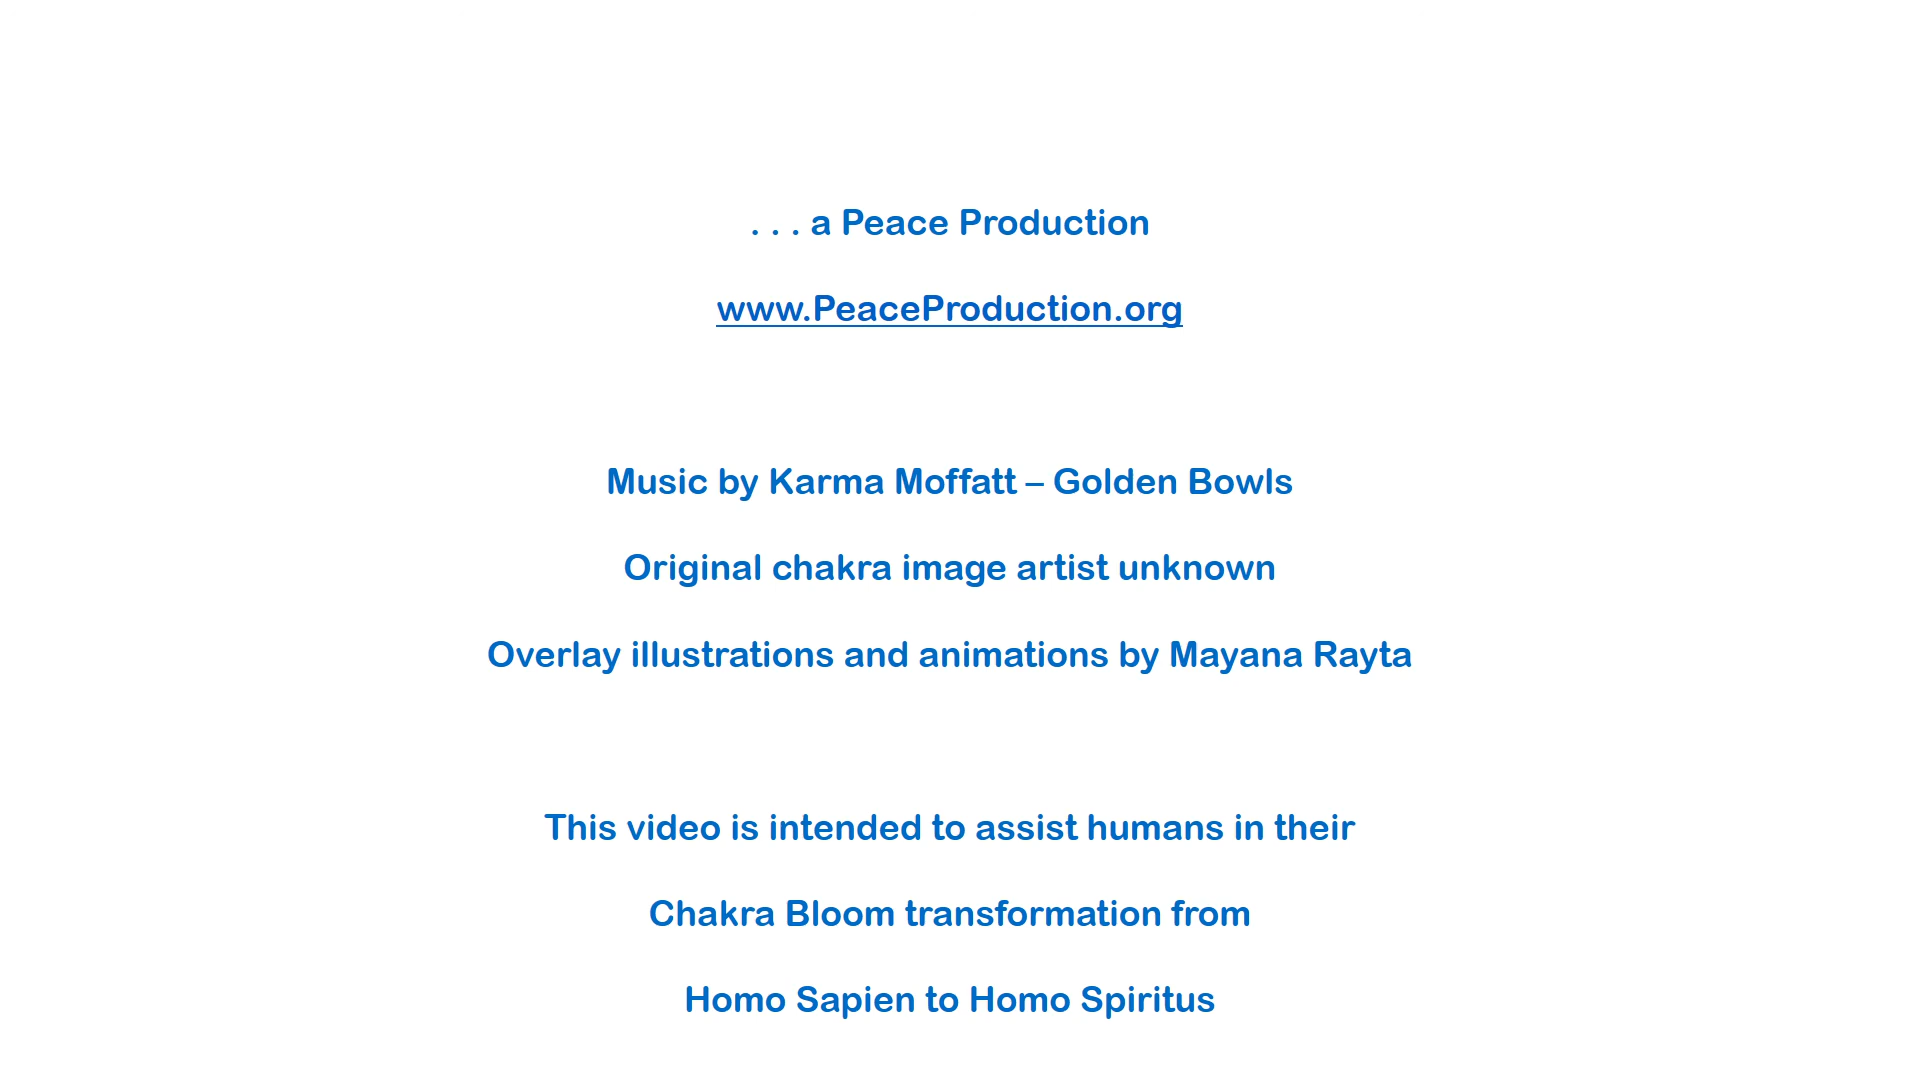 . . . a Peace Production
www.PeaceProduction.org
Music by Karma Moffatt – Golden Bowls
Original chakra image artist unknown
Overlay illustrations and animations by Mayana Rayta
This video is intended to assist humans in their
Chakra Bloom transformation from
Homo Sapien to Homo Spiritus